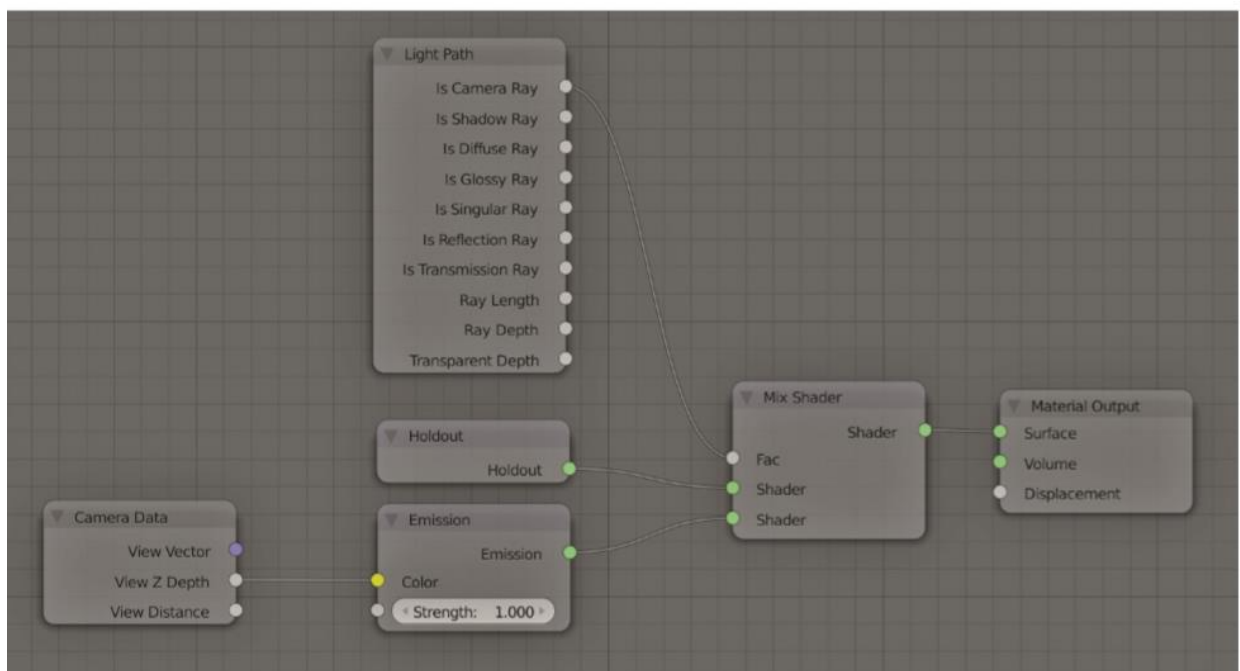 Light Path
Is Camera Ray
Is Shadow Ray
Is Diffuse Ray
Is Glossy Ray
Is Singular Ray
Is Reflection Ray
Is Transmission Ray
Ray Length
Ray Depth
Transparent Depth
Holdout
Holdout
Camera Data
View Vector
View Z Depth
View Distance
Emission
Emission
Color
Strength: 1.000
Mix Shader
Shader
Fac
Shader
Shader
Material Output
Surface
Volume
Displacement